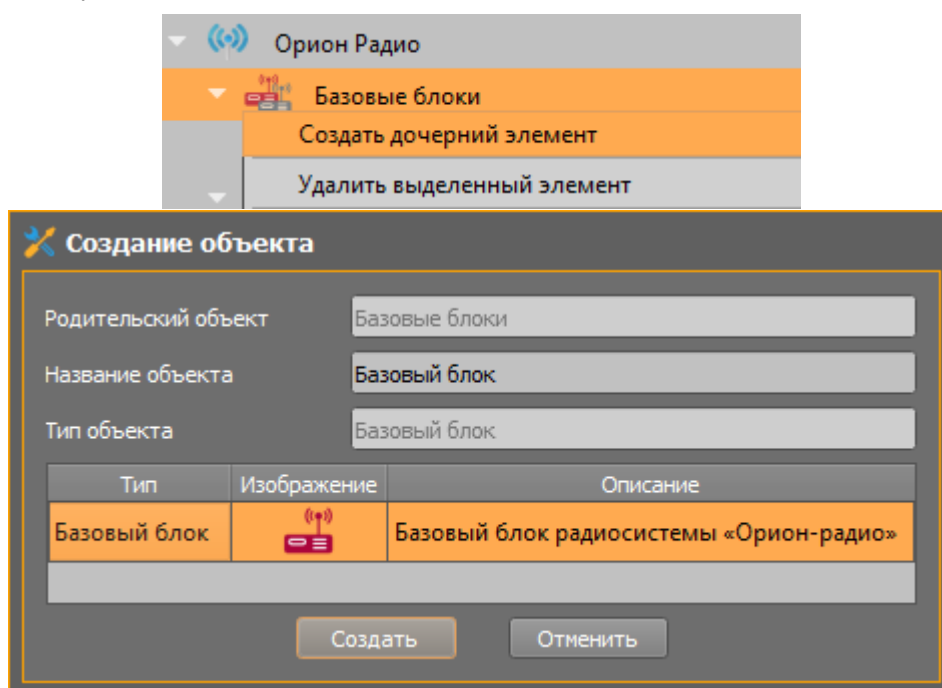 Орион Радио
Базовые блоки
Создать дочерний элемент
Удалить выделенный элемент
Создание объекта
Родительский объект Базовые блоки
Название объекта Базовый блок
Тип объекта Базовый блок
Тип Изображение Описание
Базовый блок Базовый блок радиосистемы «Орион-радио»
Создать Отменить